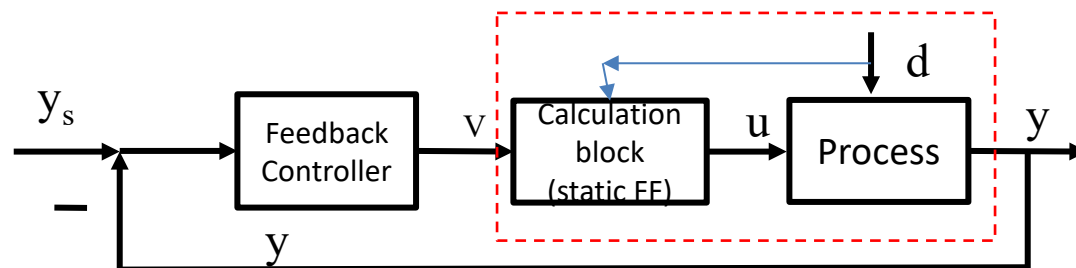 yₛ
Feedback
Controller
v
Calculation
block
(static FF)
u
Process
d
y
−
y